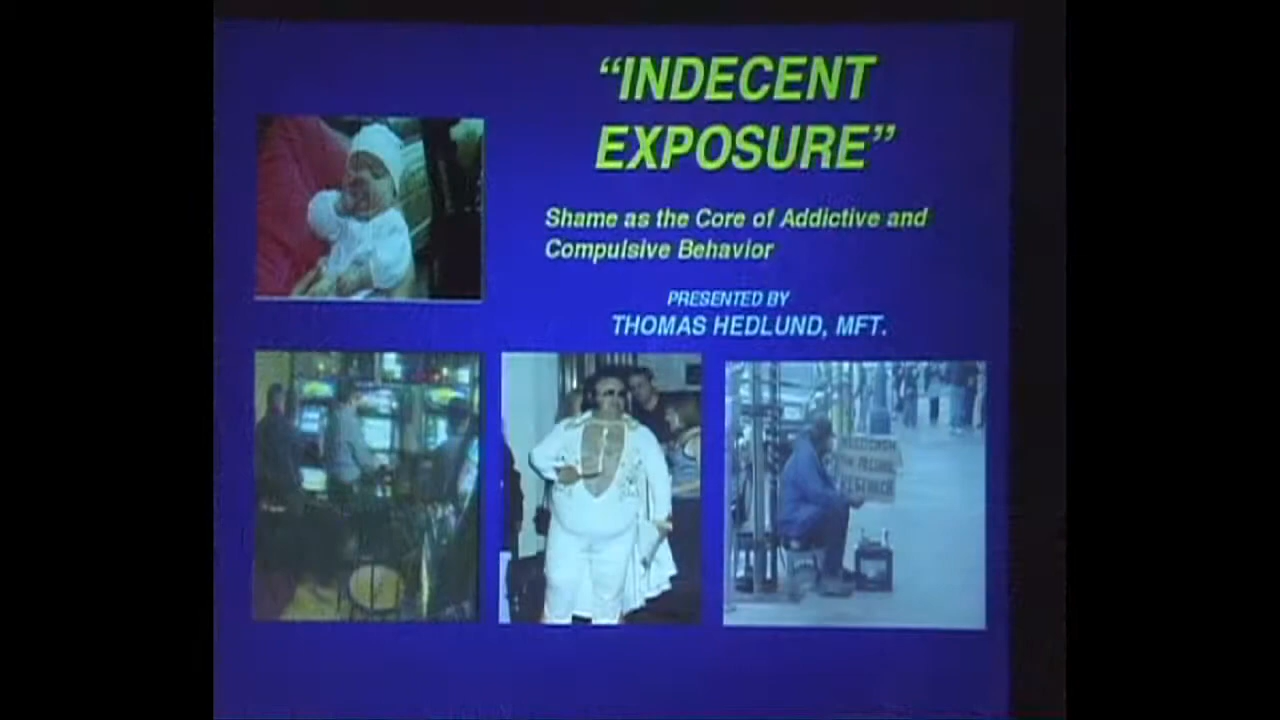 “INDECENT
EXPOSURE”
Shame as the Core of Addictive and
Compulsive Behavior
PRESENTED BY
THOMAS HEDLUND, MFT.